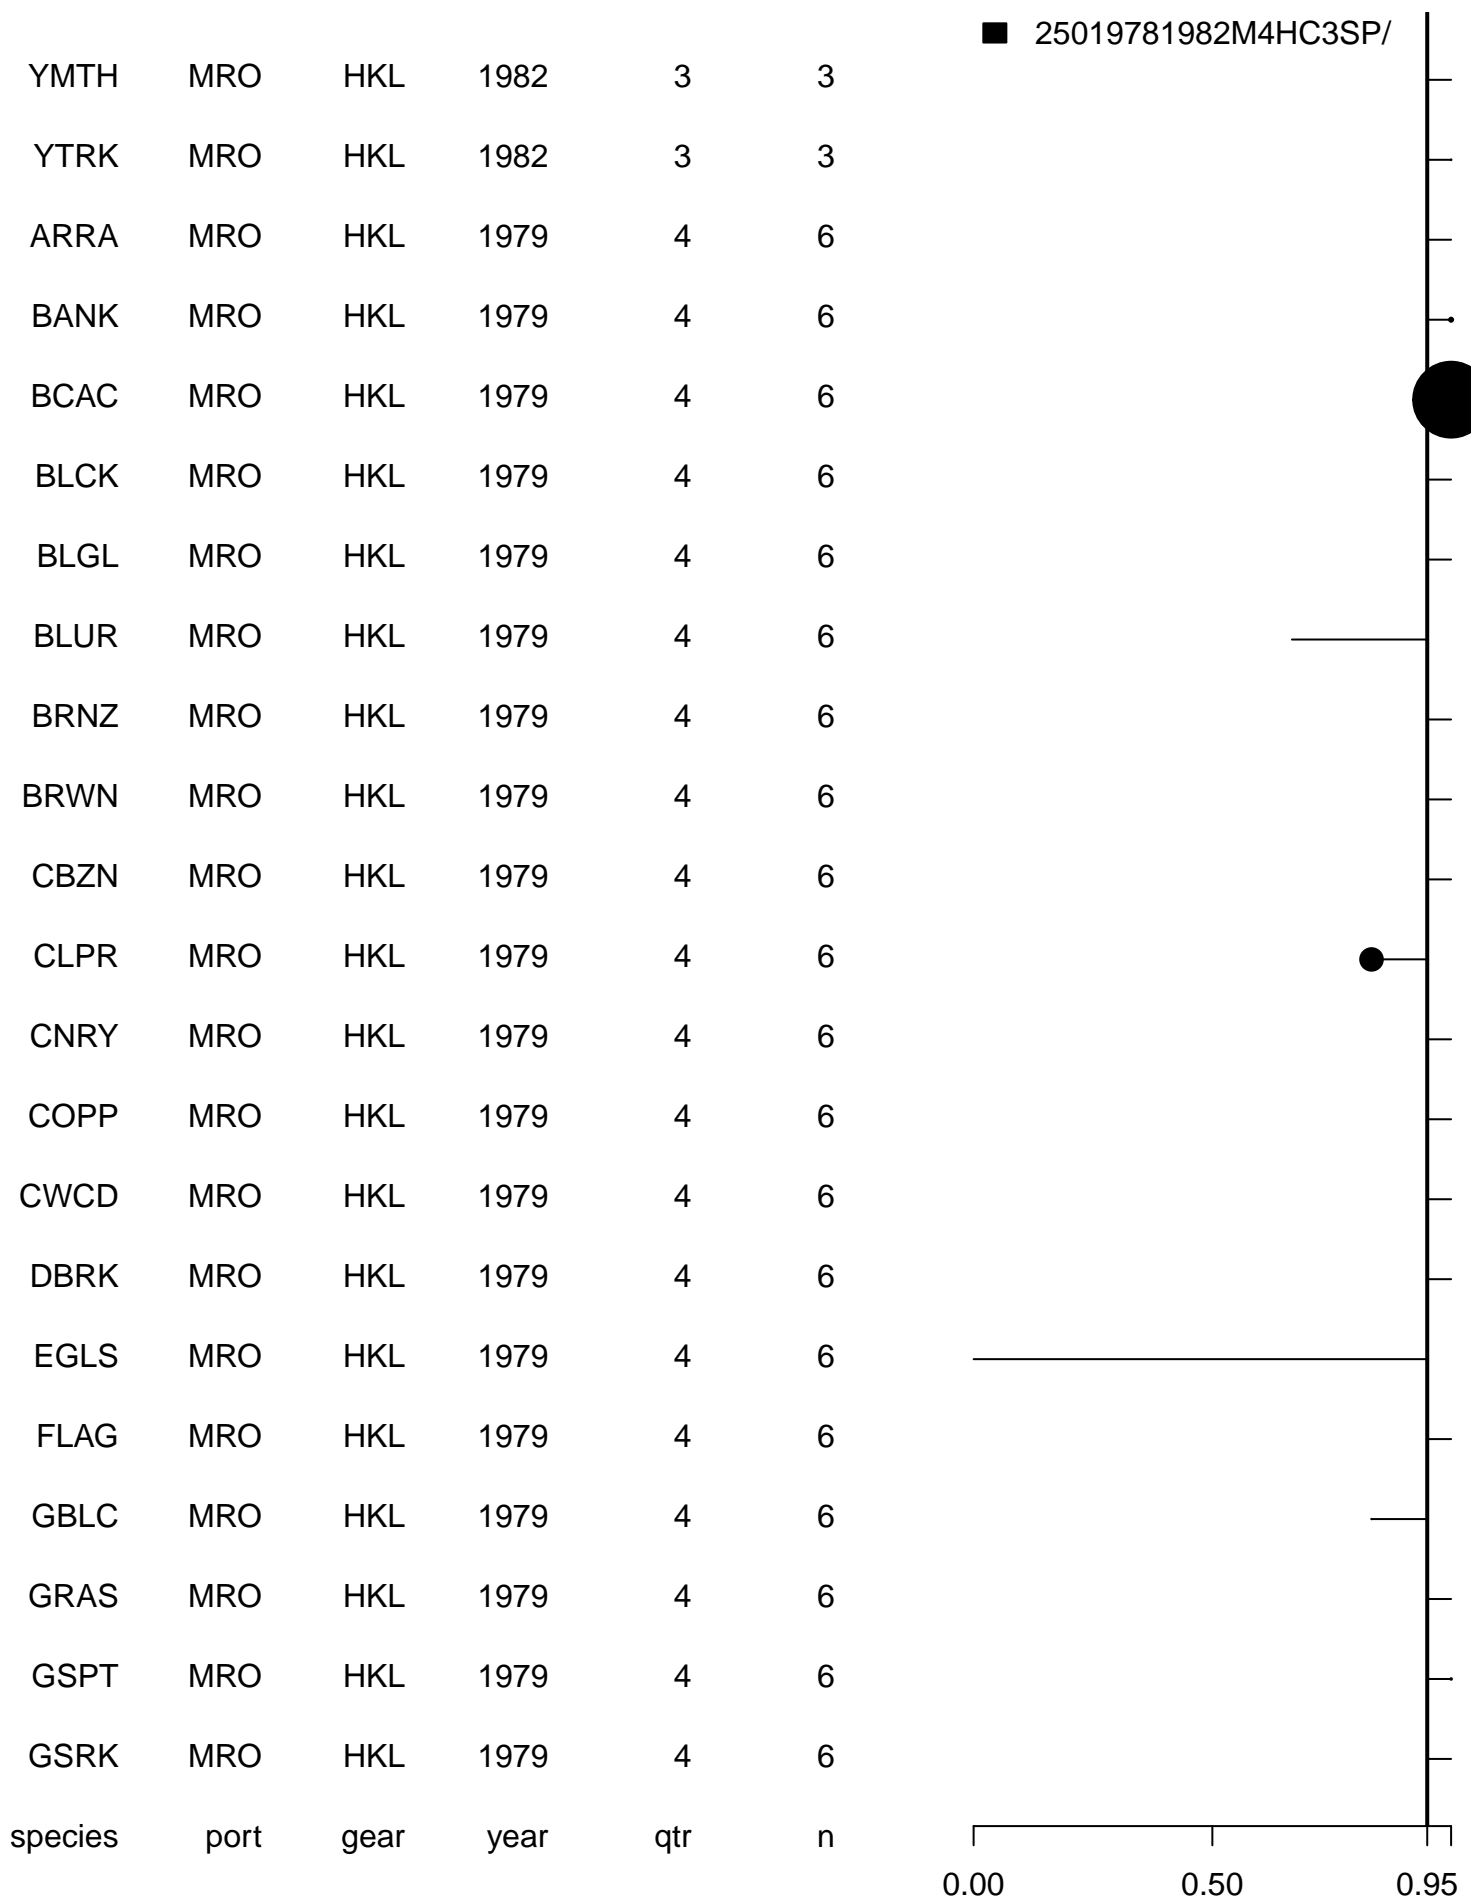 25019781982M4HC3SP/
YMTH MRO HKL 1982 3 3
YTRK MRO HKL 1982 3 3
ARRA MRO HKL 1979 4 6
BANK MRO HKL 1979 4 6
BCAC MRO HKL 1979 4 6
BLCK MRO HKL 1979 4 6
BLGL MRO HKL 1979 4 6
BLUR MRO HKL 1979 4 6
BRNZ MRO HKL 1979 4 6
BRWN MRO HKL 1979 4 6
CBZN MRO HKL 1979 4 6
CLPR MRO HKL 1979 4 6
CNRY MRO HKL 1979 4 6
COPP MRO HKL 1979 4 6
CWCD MRO HKL 1979 4 6
DBRK MRO HKL 1979 4 6
EGLS MRO HKL 1979 4 6
FLAG MRO HKL 1979 4 6
GBLC MRO HKL 1979 4 6
GRAS MRO HKL 1979 4 6
GSPT MRO HKL 1979 4 6
GSRK MRO HKL 1979 4 6
species port gear year qtr n
0.00 0.50 0.95